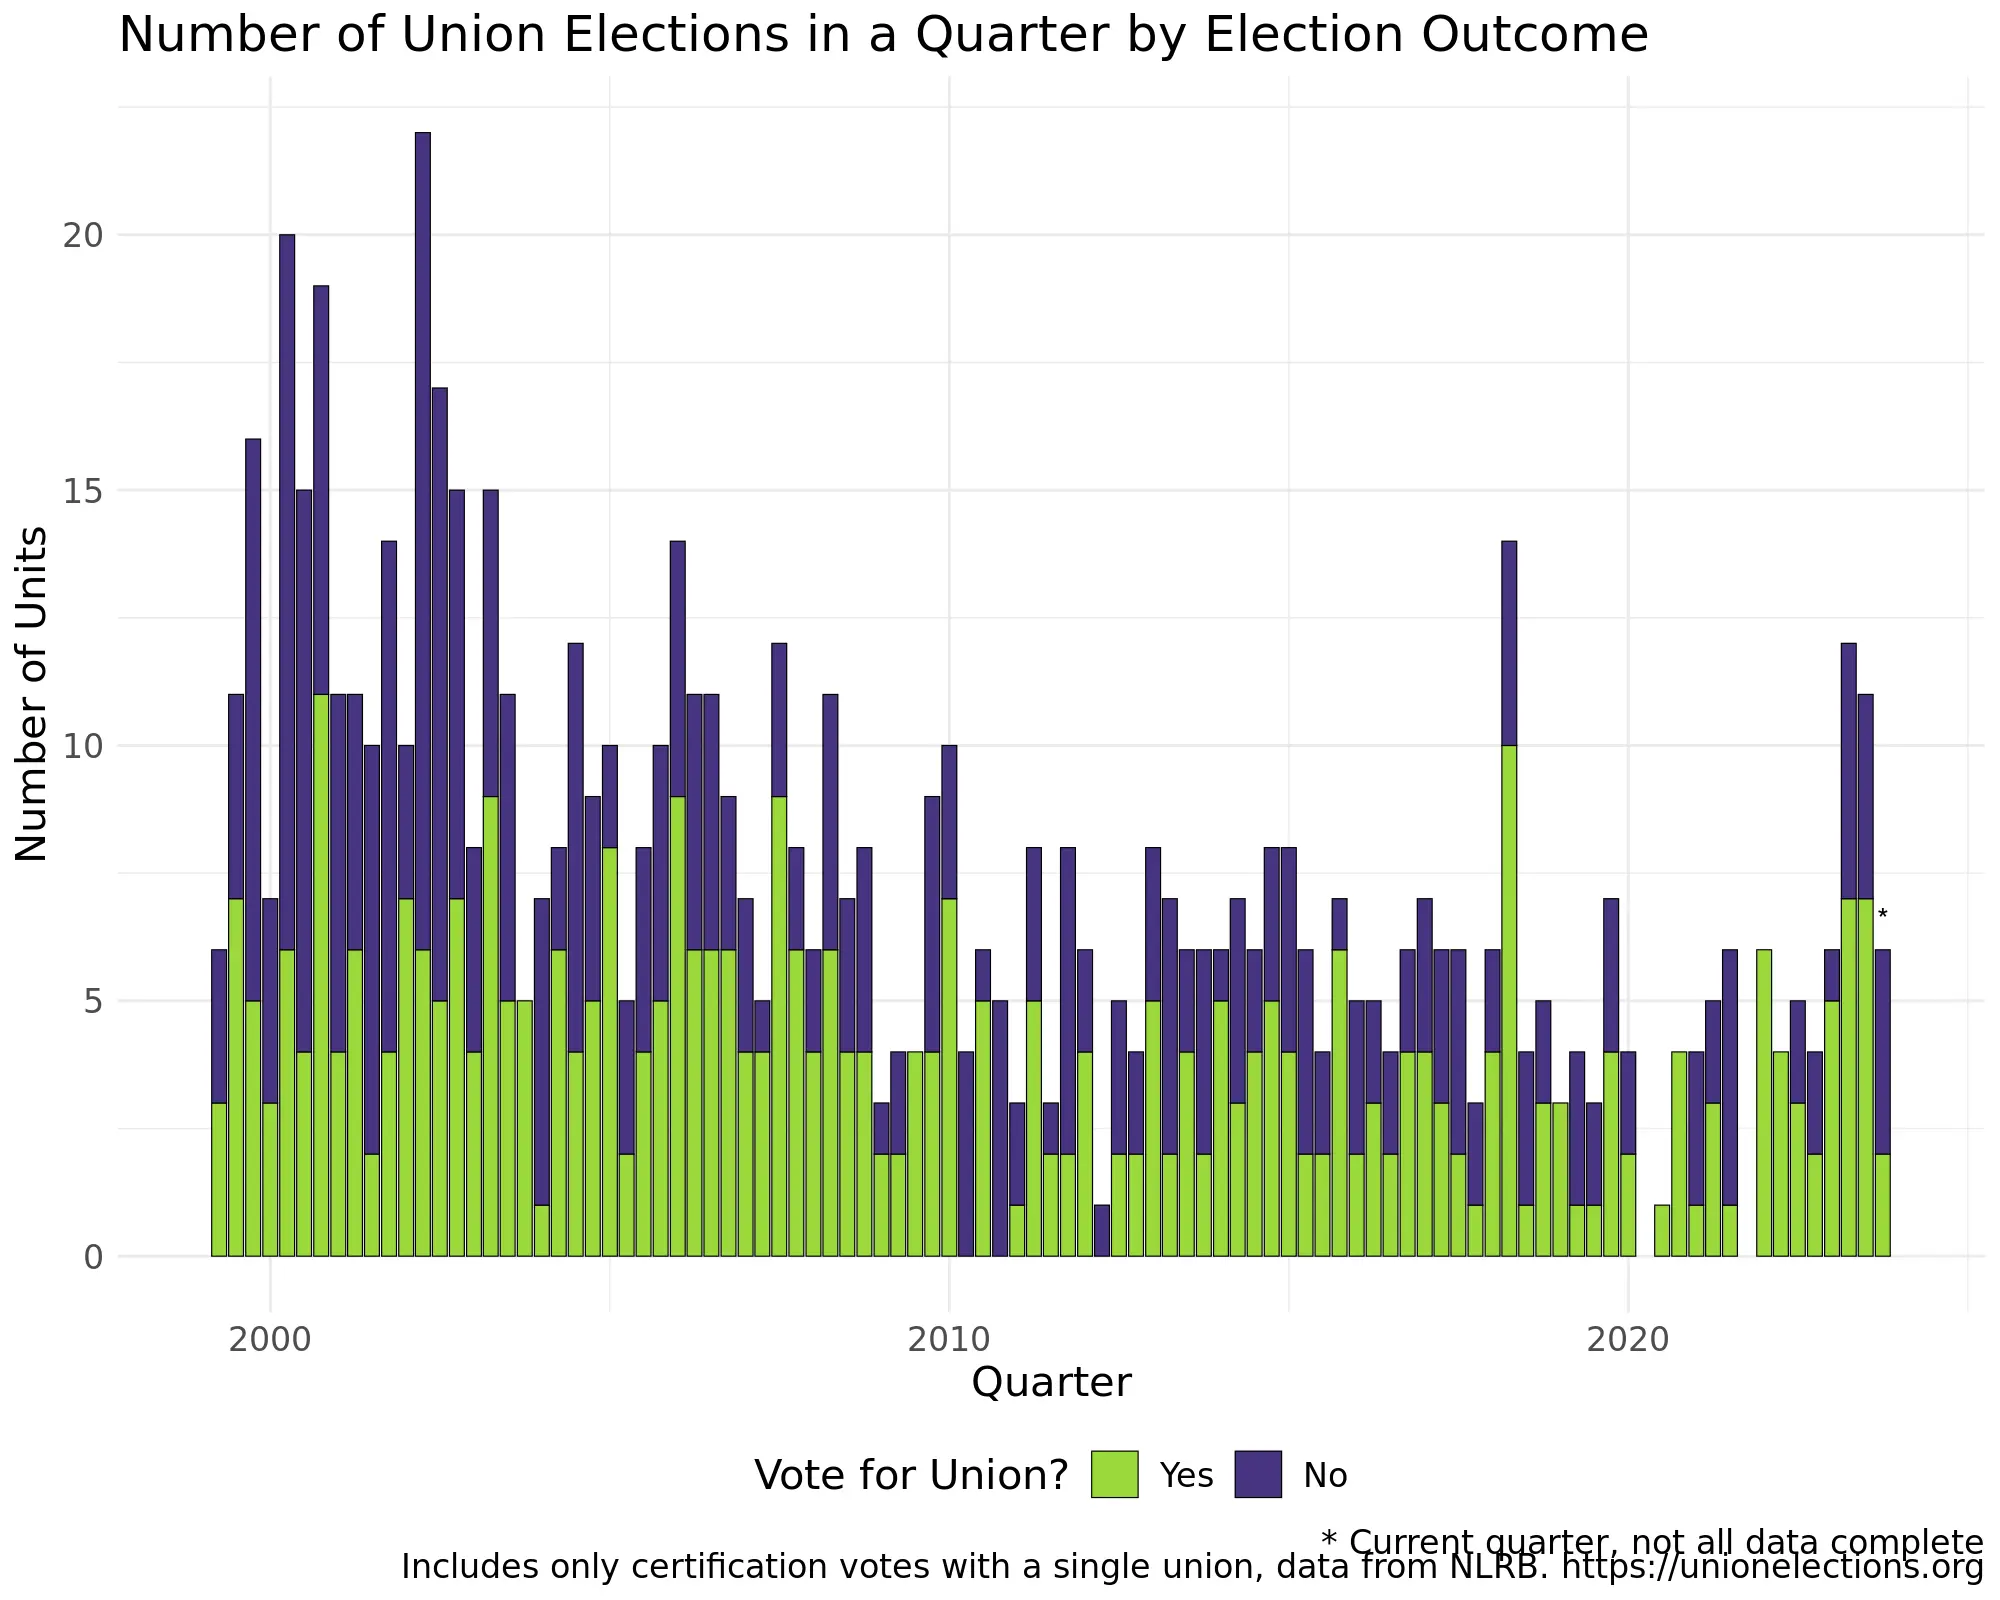 Number of Union Elections in a Quarter by Election Outcome
Number of Units
20
15
10
5
0
*
2000 2010 2020
Quarter
Vote for Union? Yes No
* Current quarter, not all data complete
Includes only certification votes with a single union, data from NLRB. https://unionelections.org